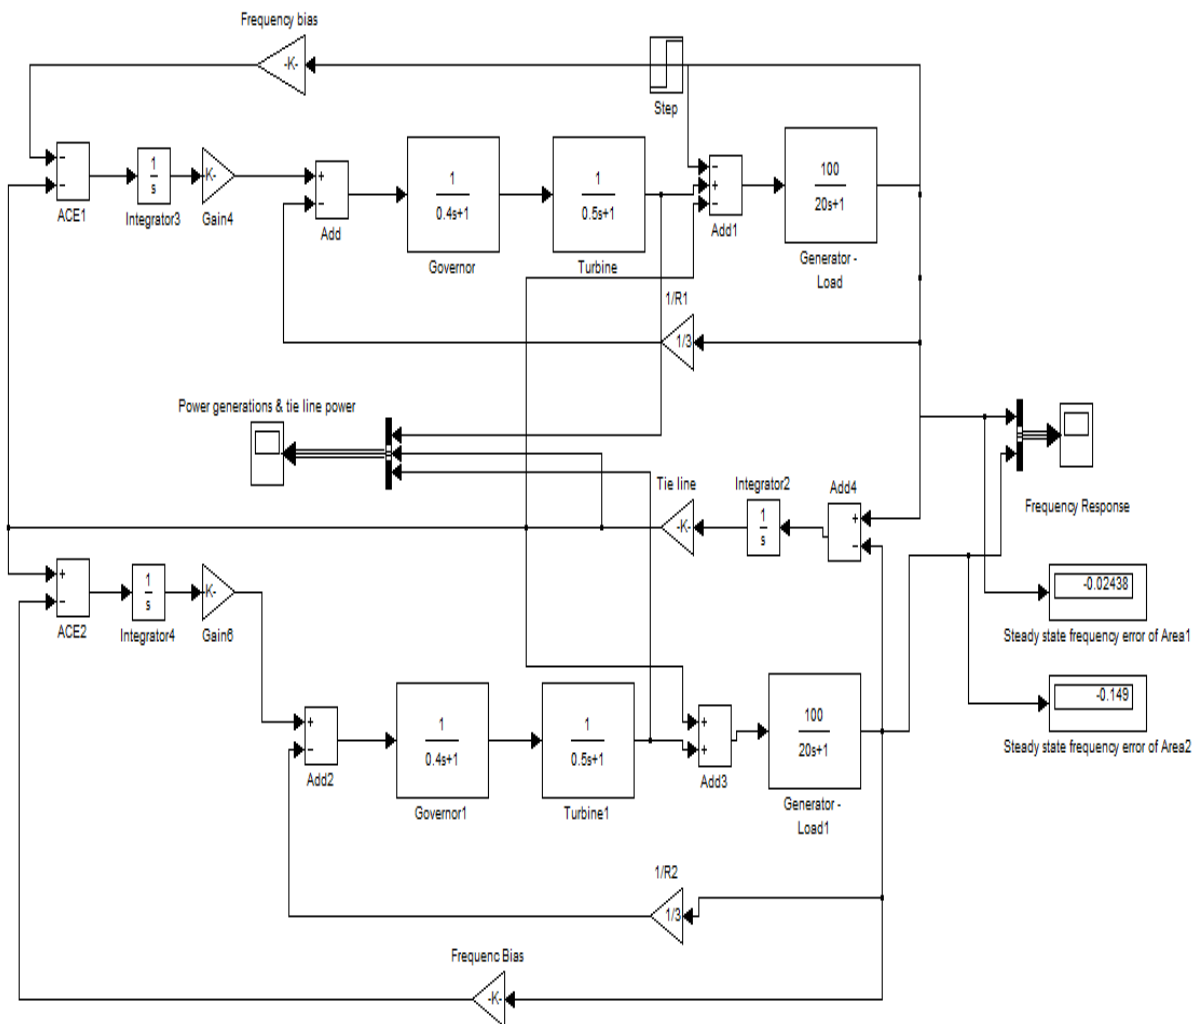 Frequency bias
-K-
Step
−
−
ACE1
1
s
Integrator3
-K-
Gain4
+
−
Add
1
0.4s+1
Governor
1
0.5s+1
Turbine
−
+
−
Add1
100
20s+1
Generator -
Load
1/R1
1/3
Power generations & tie line power
Tie line
-K-
Integrator2
1
s
Add4
+
−
Frequency Response
-0.02438
Steady state frequency error of Area1
-0.149
Steady state frequency error of Area2
+
−
ACE2
1
s
Integrator4
-K-
Gain6
+
−
Add2
1
0.4s+1
Governor1
1
0.5s+1
Turbine1
+
+
Add3
100
20s+1
Generator -
Load1
1/R2
1/3
Frequenc Bias
-K-